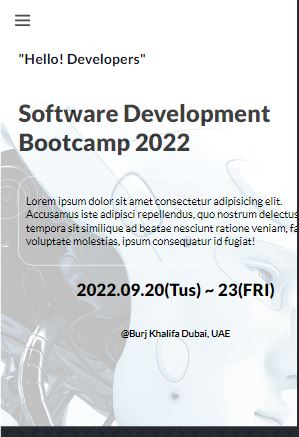 "Hello! Developers"
Software Development
Bootcamp 2022
Lorem ipsum dolor sit amet consectetur adipisicing elit.
Accusamus iste adipisci repellendus, quo nostrum delectus
tempora sit similique ad beatae nesciunt ratione veniam,
voluptate molestias, ipsum consequatur id fugiat!
2022.09.20(Tus) ~ 23(FRI)
@Burj Khalifa Dubai, UAE